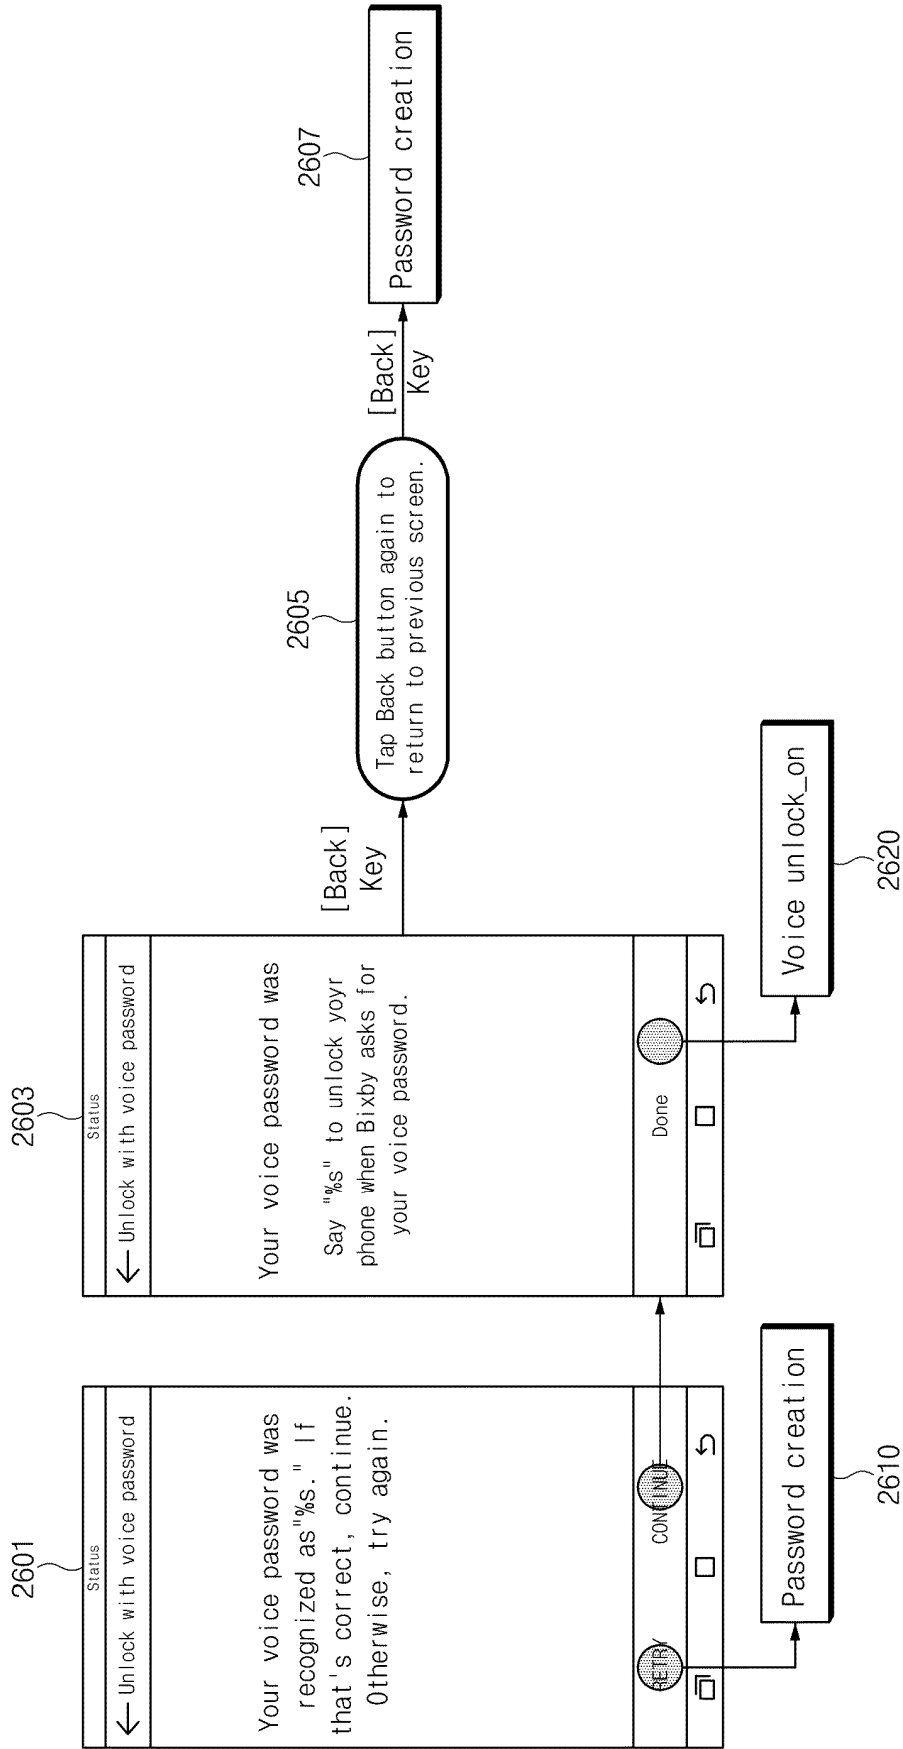 2601
Status
← Unlock with voice password
Your voice password was
recognized as"%s." If
that's correct, continue.
Otherwise, try again.
RETRY
CONTINUE
Password creation
2610
2603
Status
← Unlock with voice password
Your voice password was
Say "%s" to unlock yoyr
phone when Bixby asks for
your voice password.
Done
Voice unlock_on
2620
[Back]
Key
2605
Tap Back button again to
return to previous screen.
[Back]
Key
2607
Password creation